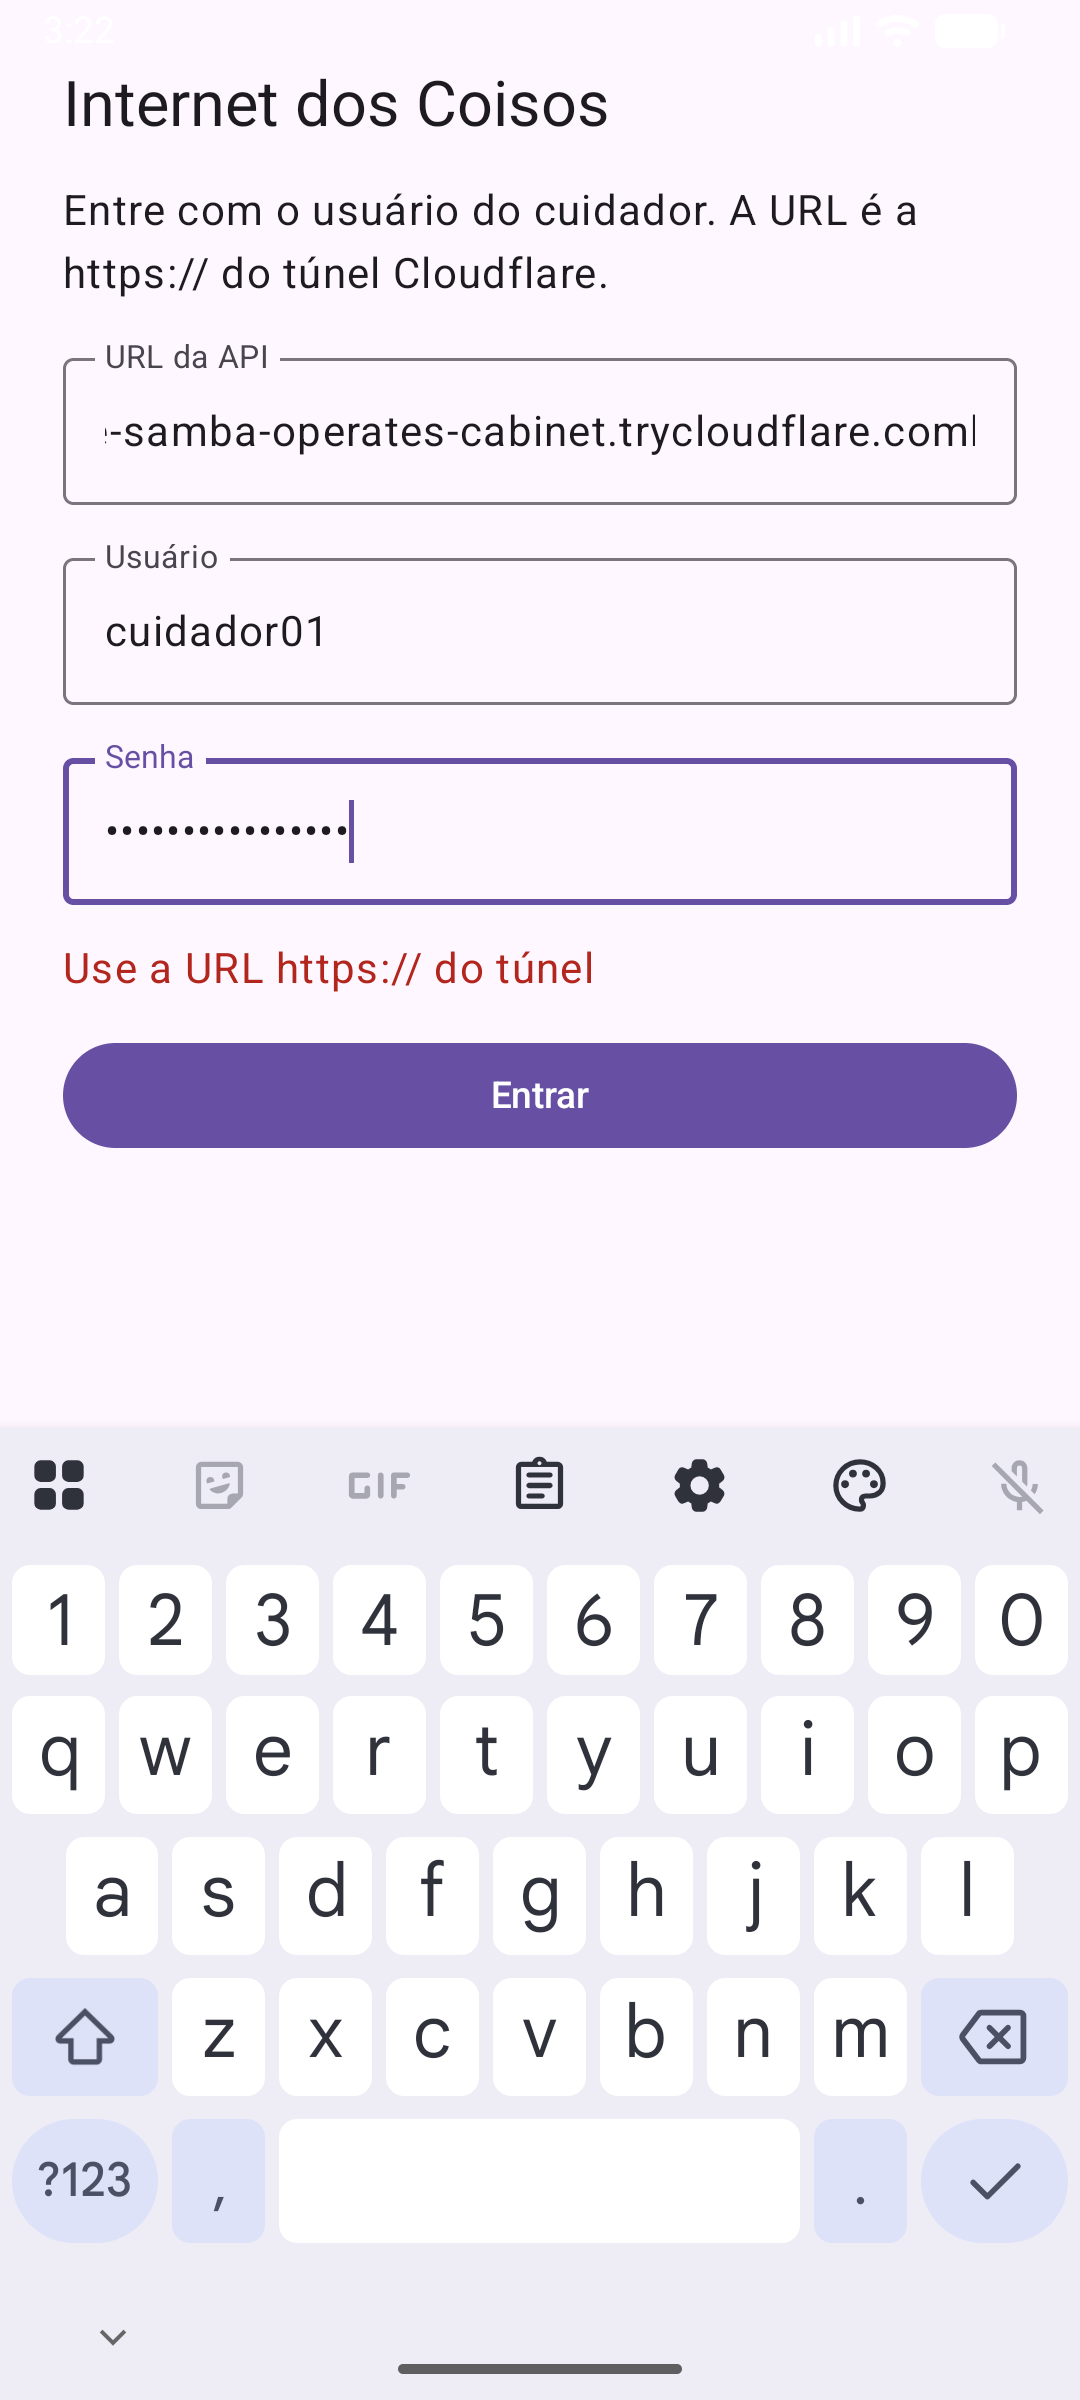 3:22
Internet dos Coisos
Entre com o usuário do cuidador. A URL é a
https:// do túnel Cloudflare.
URL da API
-samba-operates-cabinet.trycloudflare.com
Usuário
cuidador01
Senha
••••••••••••••••
Use a URL https:// do túnel
Entrar
GIF
1 2 3 4 5 6 7 8 9 0
q w e r t y u i o p
a s d f g h j k l
z x c v b n m
?123 , .